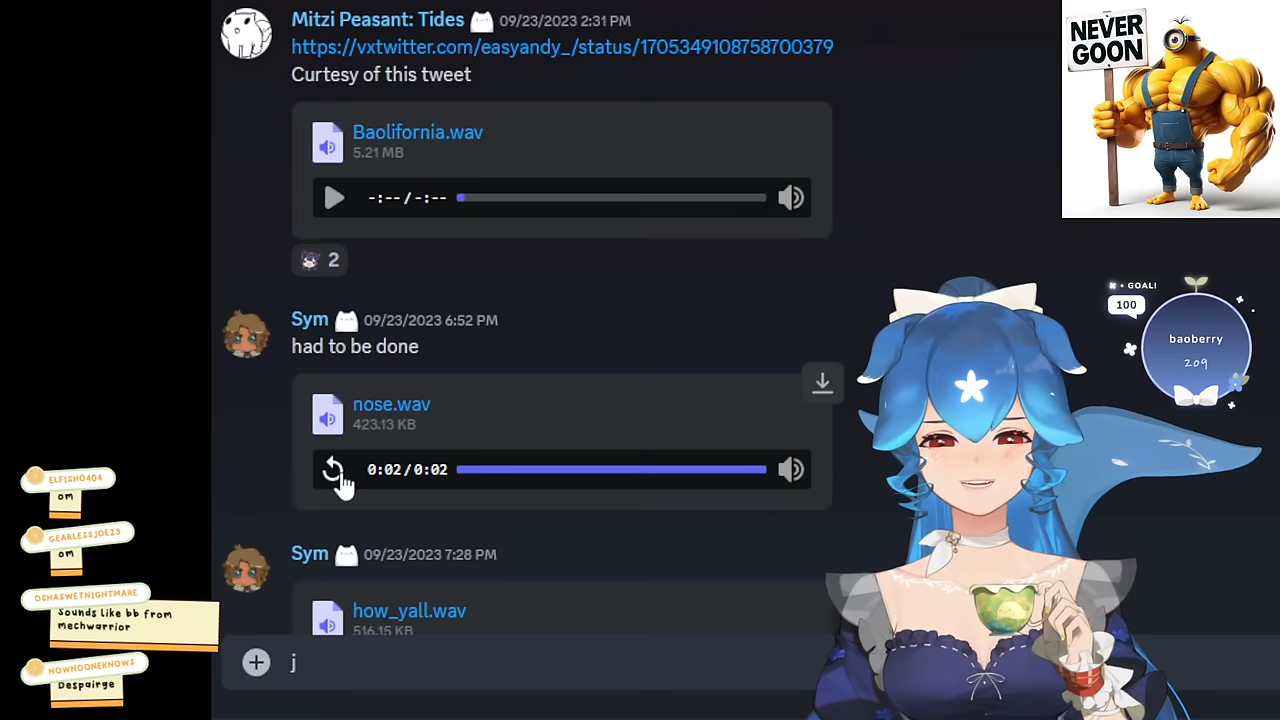 Mitzi Peasant: Tides 09/23/2023 2:31 PM
https://vxtwitter.com/easyandy_/status/1705349108758700379
Curtesy of this tweet
Baolifornia.wav
5.21 MB
-:--/-:--
2
Sym 09/23/2023 6:52 PM
had to be done
nose.wav
423.13 KB
0:02/0:02
Sym 09/23/2023 7:28 PM
how_yall.wav
516.15 KB
j
NEVER
GOON
• GOAL!
100
baoberry
209
ELFISH0404
om
GEARLESSJOE23
om
OSHASWETNIGHTMARE
Sounds like bb from
mechwarrior
NOWNOONEKNOWS
Despairge